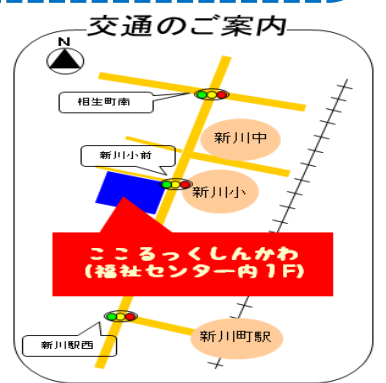 交通のご案内
N
相生町南
新川中
新川小前
新川小
こころっくしんかわ
(福祉センター内1F)
新川駅西
新川町駅